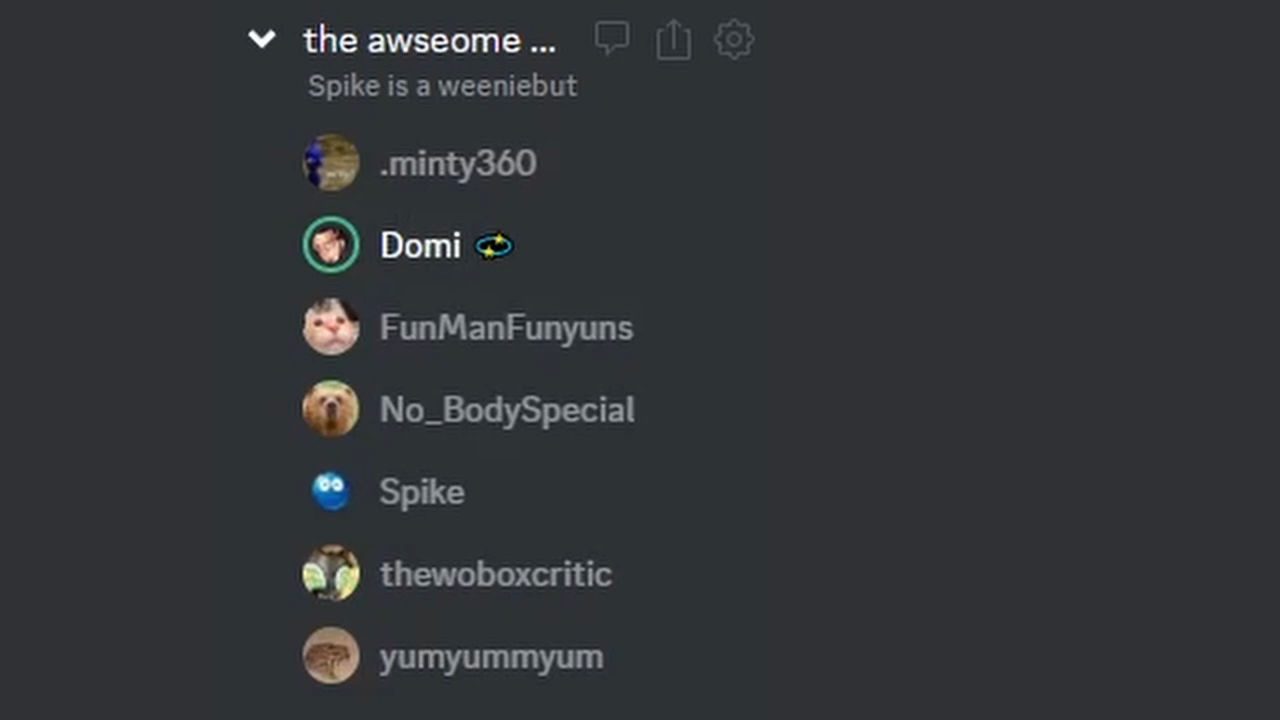 the awseome ...
Spike is a weeniebut
.minty360
Domi 💫
FunManFunyuns
No_BodySpecial
Spike
thewoboxcritic
yumyummyum